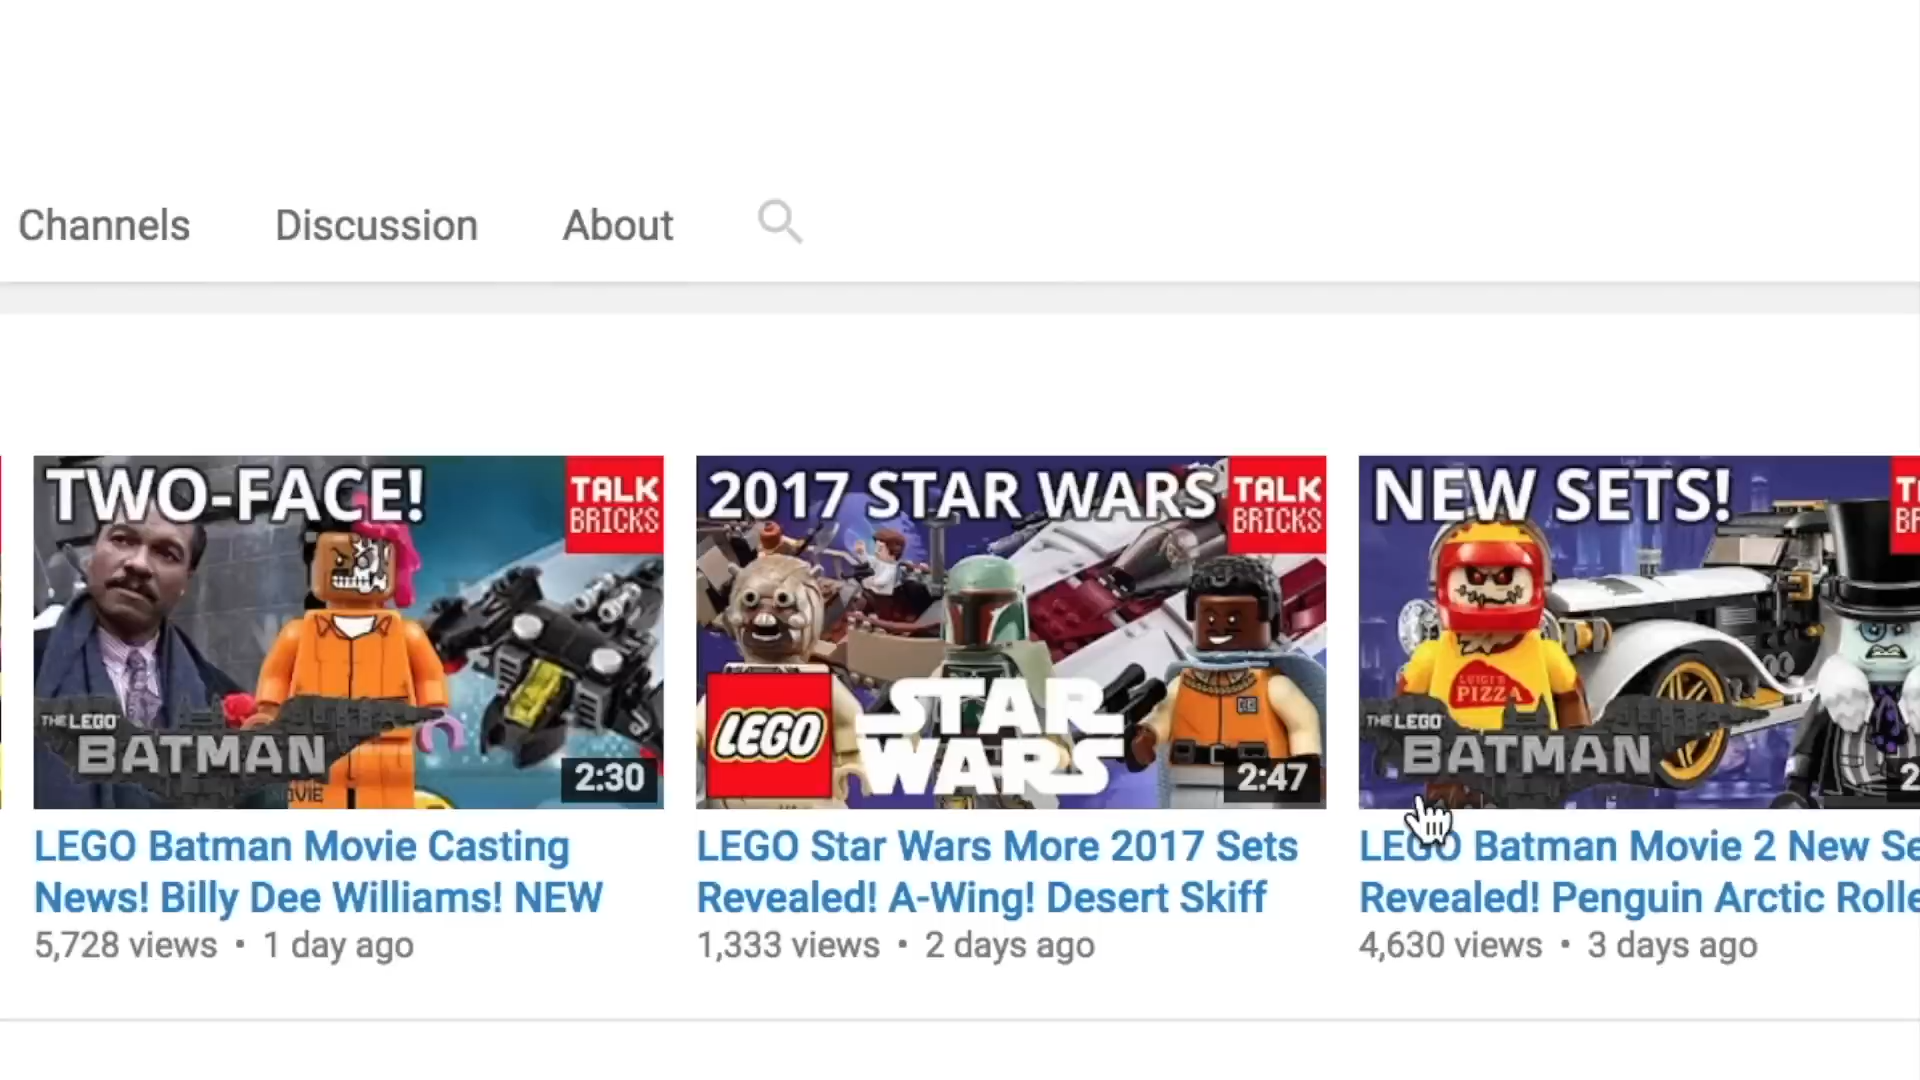 Channels Discussion About
TWO-FACE!
TALK
BRICKS
THE LEGO
BATMAN
MOVIE
2:30
LEGO Batman Movie Casting
News! Billy Dee Williams! NEW
5,728 views • 1 day ago
2017 STAR WARS
TALK
BRICKS
LEGO
STAR
WARS
2:47
LEGO Star Wars More 2017 Sets
Revealed! A-Wing! Desert Skiff
1,333 views • 2 days ago
NEW SETS!
LUIGI'S
PIZZA
THE LEGO
BATMAN
LEGO Batman Movie 2 New Se
Revealed! Penguin Arctic Rolle
4,630 views • 3 days ago